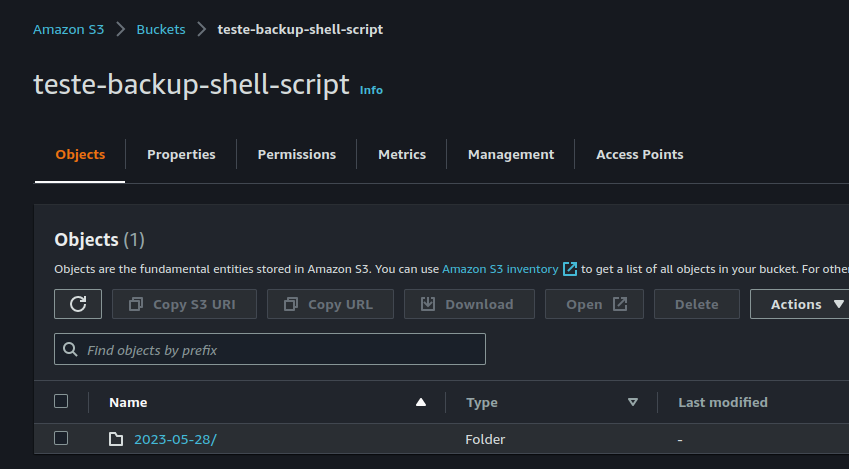 Amazon S3 > Buckets > teste-backup-shell-script
teste-backup-shell-script Info
Objects Properties Permissions Metrics Management Access Points
Objects (1)
Objects are the fundamental entities stored in Amazon S3. You can use Amazon S3 inventory to get a list of all objects in your bucket. For othe
Copy S3 URI Copy URL Download Open Delete Actions
Find objects by prefix
Name Type Last modified
2023-05-28/ Folder -